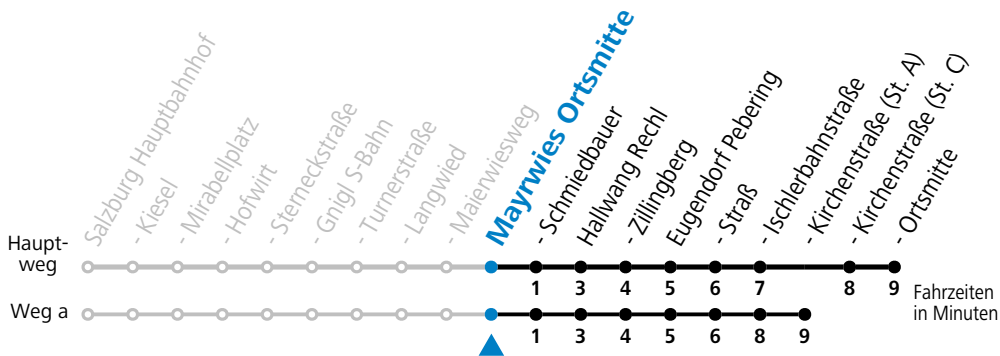 Salzburg Hauptbahnhof
- Kiesel
- Mirabellplatz
- Hofwirt
- Sterneckstraße
- Gnigl S-Bahn
- Turnerstraße
- Langwied
- Maierwiesweg
Mayrwies Ortsmitte
- Schmiedbauer
Hallwang Rechl
- Zillingberg
Eugendorf Pebering
- Straß
- Ischlerbahnstraße
- Kirchenstraße (St. A)
- Kirchenstraße (St. C)
- Ortsmitte
Haupt-
weg
1 3 4 5 6 7 8 9
Weg a
1 3 4 5 6 8 9
Fahrzeiten
in Minuten